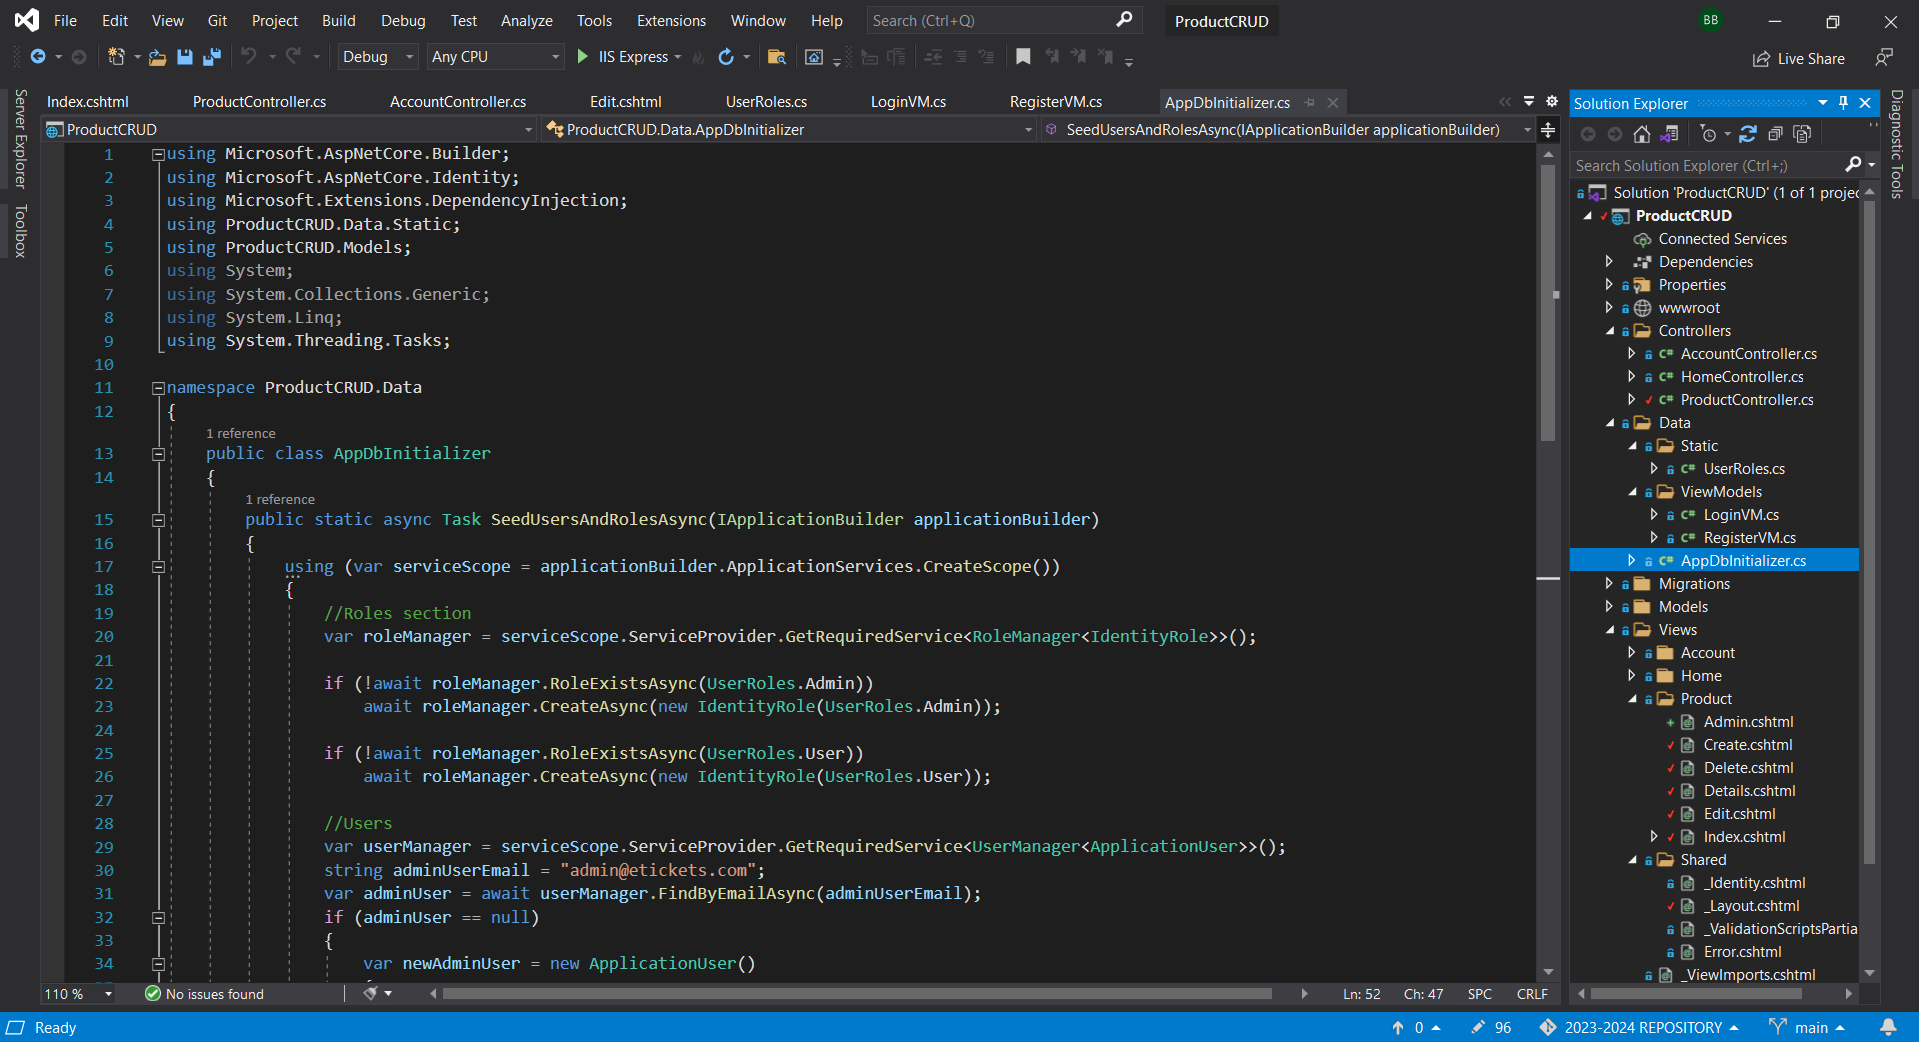 File Edit View Git Project Build Debug Test Analyze Tools Extensions Window Help Search (Ctrl+Q) ProductCRUD BB
Debug Any CPU IIS Express Live Share
Server Explorer
Toolbox
Index.cshtml ProductController.cs AccountController.cs Edit.cshtml UserRoles.cs LoginVM.cs RegisterVM.cs AppDbInitializer.cs
ProductCRUD ProductCRUD.Data.AppDbInitializer SeedUsersAndRolesAsync(IApplicationBuilder applicationBuilder)
1 using Microsoft.AspNetCore.Builder;
2 using Microsoft.AspNetCore.Identity;
3 using Microsoft.Extensions.DependencyInjection;
4 using ProductCRUD.Data.Static;
5 using ProductCRUD.Models;
6 using System;
7 using System.Collections.Generic;
8 using System.Linq;
9 using System.Threading.Tasks;
10
11 namespace ProductCRUD.Data
12 {
1 reference
13 public class AppDbInitializer
14 {
1 reference
15 public static async Task SeedUsersAndRolesAsync(IApplicationBuilder applicationBuilder)
16 {
17 using (var serviceScope = applicationBuilder.ApplicationServices.CreateScope())
18 {
19 //Roles section
20 var roleManager = serviceScope.ServiceProvider.GetRequiredService<RoleManager<IdentityRole>>();
21
22 if (!await roleManager.RoleExistsAsync(UserRoles.Admin))
23 await roleManager.CreateAsync(new IdentityRole(UserRoles.Admin));
24
25 if (!await roleManager.RoleExistsAsync(UserRoles.User))
26 await roleManager.CreateAsync(new IdentityRole(UserRoles.User));
27
28 //Users
29 var userManager = serviceScope.ServiceProvider.GetRequiredService<UserManager<ApplicationUser>>();
30 string adminUserEmail = "admin@etickets.com";
31 var adminUser = await userManager.FindByEmailAsync(adminUserEmail);
32 if (adminUser == null)
33 {
34 var newAdminUser = new ApplicationUser()
110 % No issues found Ln: 52 Ch: 47 SPC CRLF
Solution Explorer
Search Solution Explorer (Ctrl+;)
Solution 'ProductCRUD' (1 of 1 projec
ProductCRUD
Connected Services
Dependencies
Properties
wwwroot
Controllers
C# AccountController.cs
C# HomeController.cs
C# ProductController.cs
Data
Static
C# UserRoles.cs
ViewModels
C# LoginVM.cs
C# RegisterVM.cs
C# AppDbInitializer.cs
Migrations
Models
Views
Account
Home
Product
Admin.cshtml
Create.cshtml
Delete.cshtml
Details.cshtml
Edit.cshtml
Index.cshtml
Shared
_Identity.cshtml
_Layout.cshtml
_ValidationScriptsPartia
Error.cshtml
_ViewImports.cshtml
Diagnostic Tools
Ready 0 96 2023-2024 REPOSITORY main